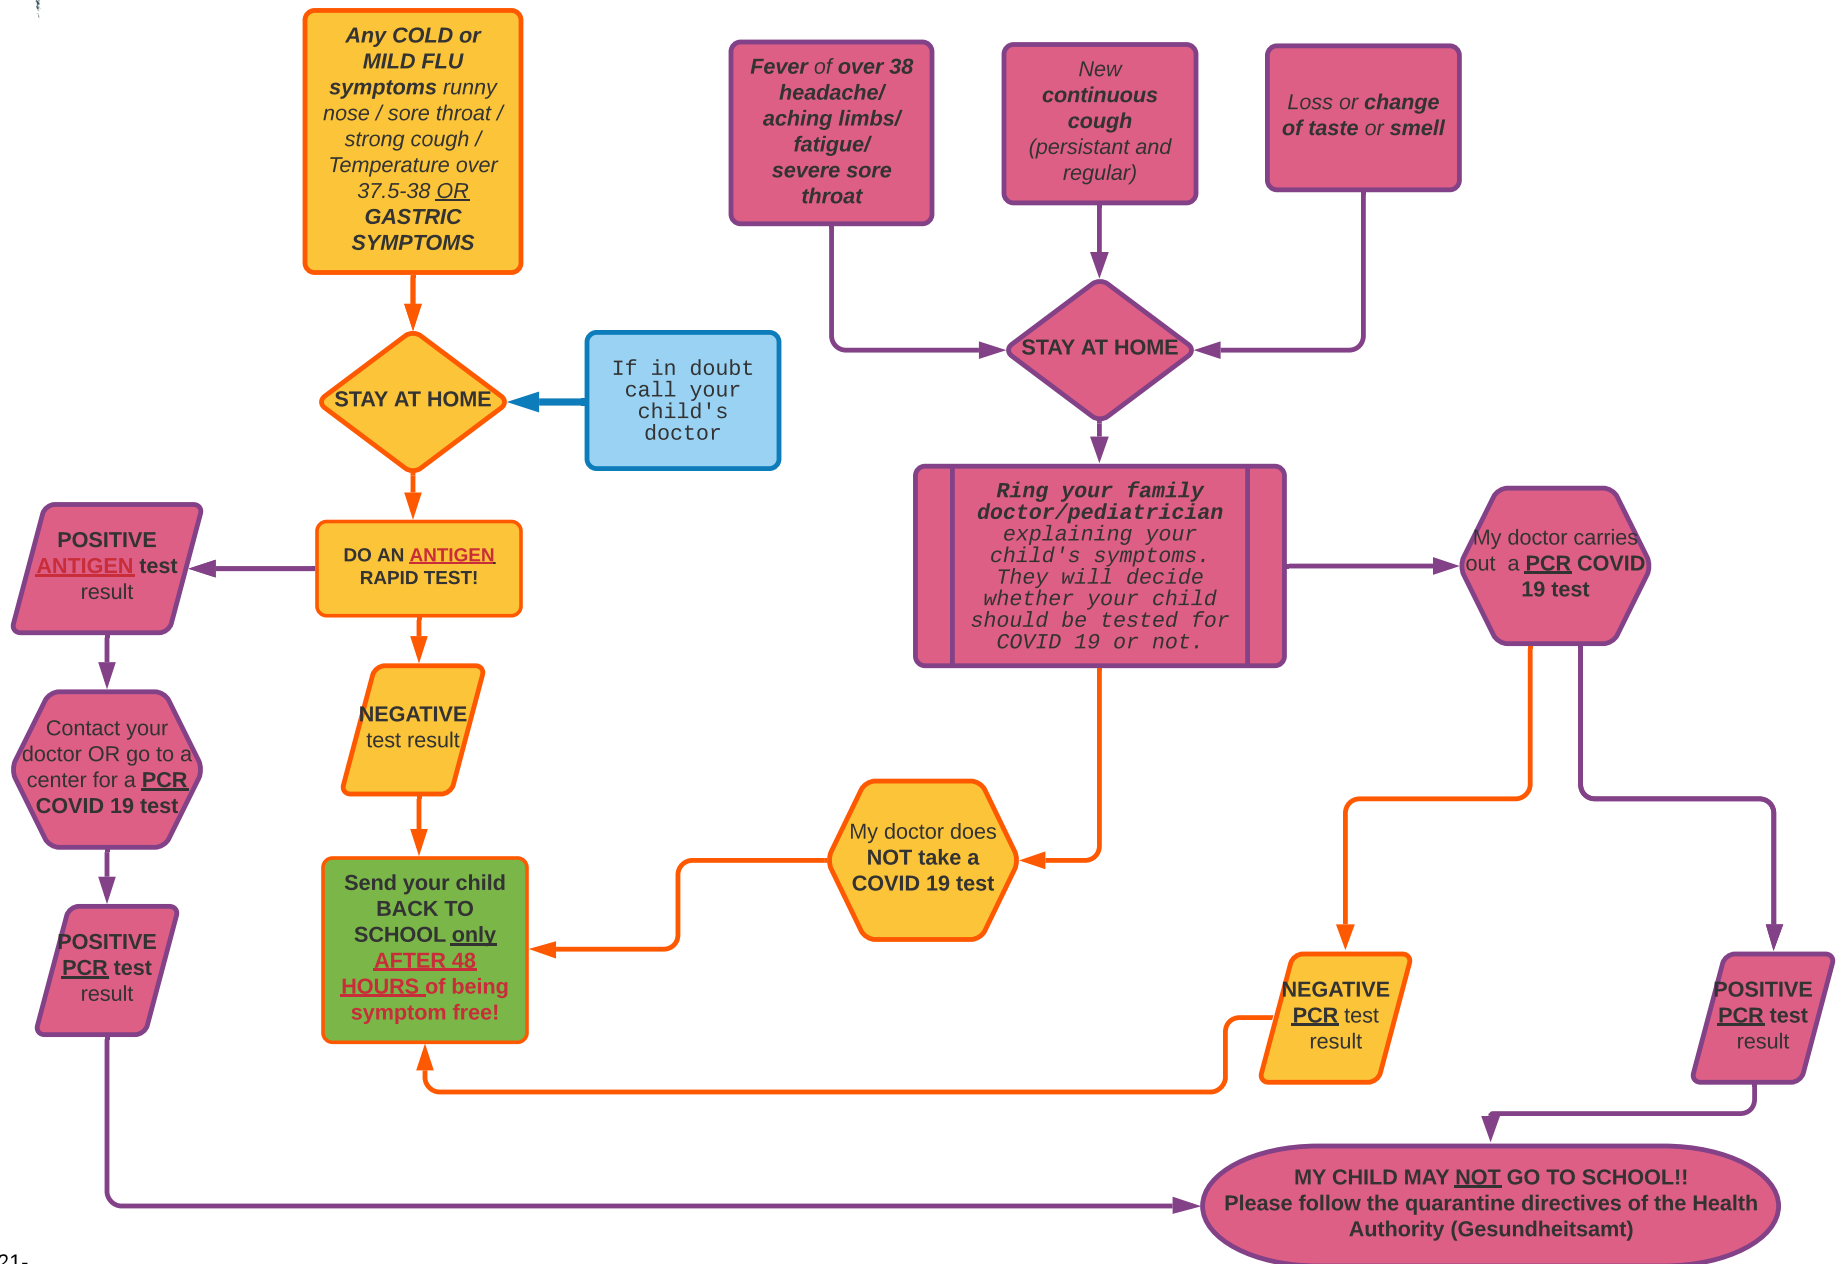 Any COLD or
MILD FLU
symptoms runny
nose / sore throat /
strong cough /
Temperature over
37.5-38 OR
GASTRIC
SYMPTOMS
Fever of over 38
headache/
aching limbs/
fatigue/
severe sore
throat
New
continuous
cough
(persistant and
regular)
Loss or change
of taste or smell
STAY AT HOME
If in doubt
call your
child's
doctor
STAY AT HOME
POSITIVE
ANTIGEN test
result
DO AN ANTIGEN
RAPID TEST!
Ring your family
doctor/pediatrician
explaining your
child's symptoms.
They will decide
whether your child
should be tested for
COVID 19 or not.
My doctor carries
out a PCR COVID
19 test
Contact your
doctor OR go to a
center for a PCR
COVID 19 test
NEGATIVE
test result
My doctor does
NOT take a
COVID 19 test
Send your child
BACK TO
SCHOOL only
AFTER 48
HOURS of being
symptom free!
POSITIVE
PCR test
result
NEGATIVE
PCR test
result
POSITIVE
PCR test
result
MY CHILD MAY NOT GO TO SCHOOL!!
Please follow the quarantine directives of the Health
Authority (Gesundheitsamt)
21-